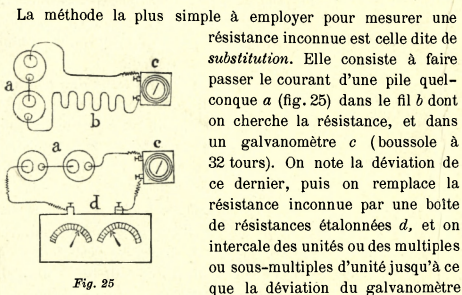 La méthode la plus simple à employer pour mesurer une
résistance inconnue est celle dite de
substitution. Elle consiste à faire
passer le courant d'une pile quel-
conque a (fig. 25) dans le fil b dont
on cherche la résistance, et dans
un galvanomètre c (boussole à
32 tours). On note la déviation de
ce dernier, puis on remplace la
résistance inconnue par une boîte
de résistances étalonnées d, et on
intercale des unités ou des multiples
ou sous-multiples d'unité jusqu'à ce
que la déviation du galvanomètre
c
a
b
a
c
d
Fig. 25